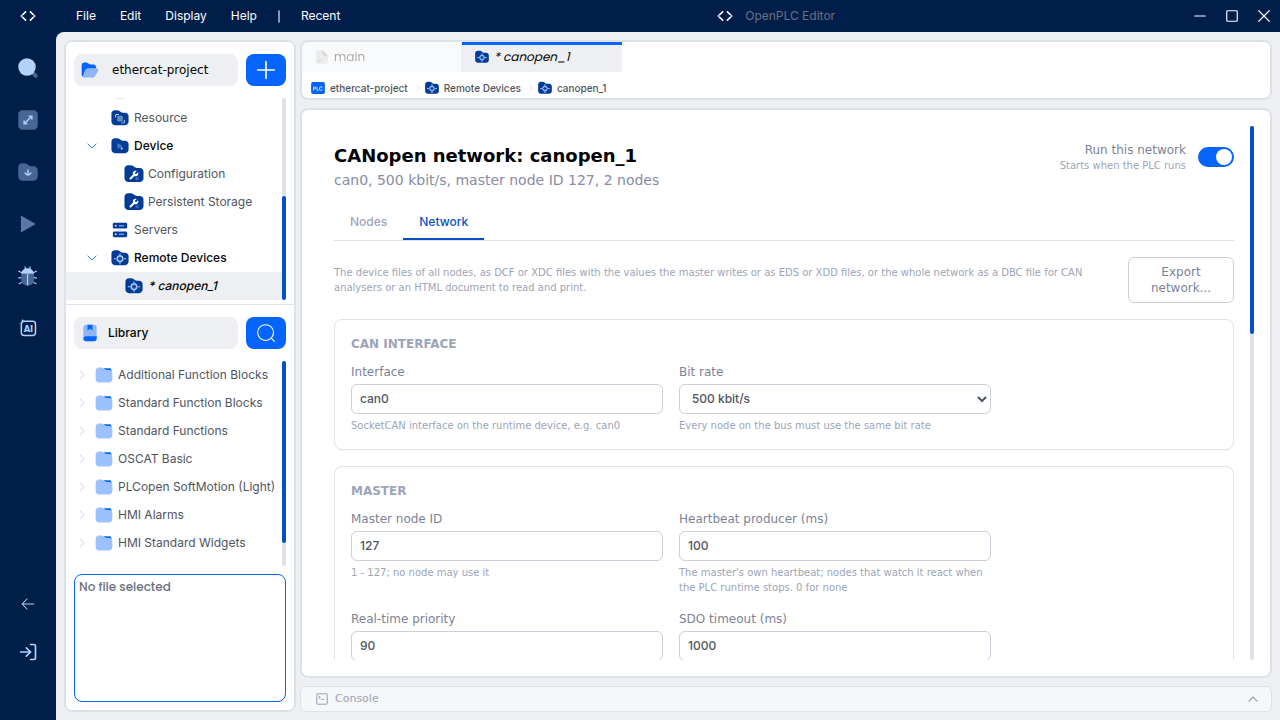 File Edit Display Help | Recent
OpenPLC Editor
ethercat-project
Resource
Device
Configuration
Persistent Storage
Servers
Remote Devices
* canopen_1
Library
Additional Function Blocks
Standard Function Blocks
Standard Functions
OSCAT Basic
PLCopen SoftMotion (Light)
HMI Alarms
HMI Standard Widgets
No file selected
AI
main
* canopen_1
PLC ethercat-project Remote Devices canopen_1
CANopen network: canopen_1
can0, 500 kbit/s, master node ID 127, 2 nodes
Run this network
Starts when the PLC runs
Nodes Network
The device files of all nodes, as DCF or XDC files with the values the master writes or as EDS or XDD files, or the whole network as a DBC file for CAN
analysers or an HTML document to read and print.
Export
network...
CAN INTERFACE
Interface Bit rate
can0 500 kbit/s
SocketCAN interface on the runtime device, e.g. can0 Every node on the bus must use the same bit rate
MASTER
Master node ID Heartbeat producer (ms)
127 100
1 - 127; no node may use it The master's own heartbeat; nodes that watch it react when
the PLC runtime stops. 0 for none
Real-time priority SDO timeout (ms)
90 1000
Console